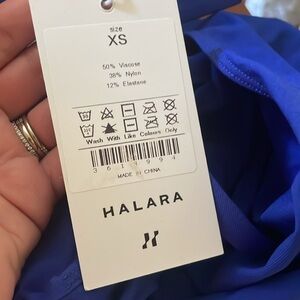 size
XS
50% Viscose
38% Nylon
12% Elastane
Wash With Like Colours Only
MADE IN CHINA
HALARA